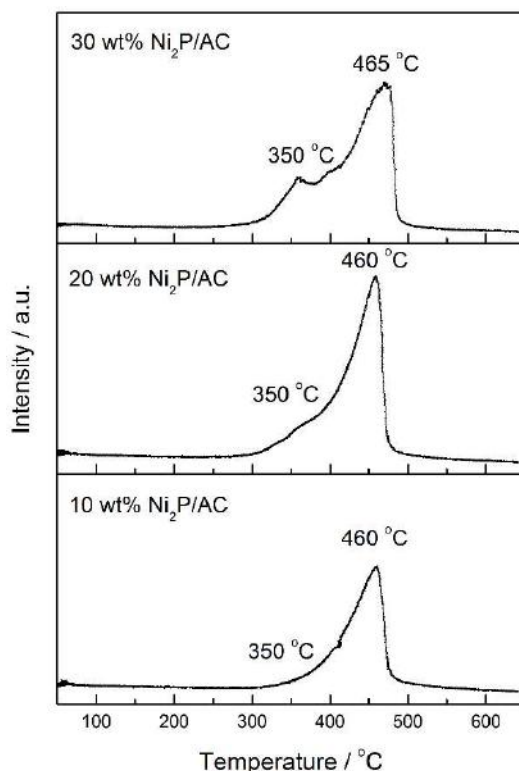 30 wt% Ni₂P/AC
465 °C
350 °C
20 wt% Ni₂P/AC
460 °C
350 °C
10 wt% Ni₂P/AC
460 °C
350 °C
Intensity / a.u.
100 200 300 400 500 600
Temperature / °C